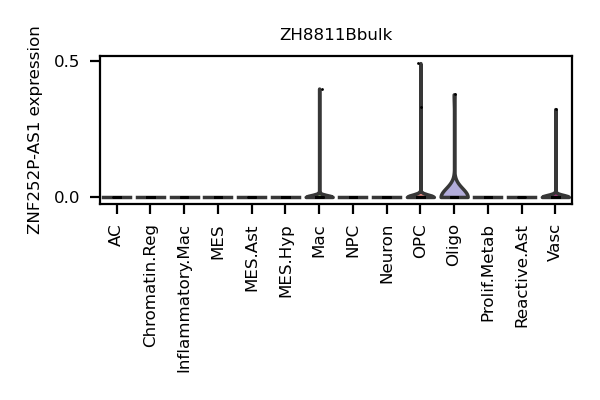 ZH8811Bbulk
ZNF252P-AS1 expression
0.5
0.0
AC
Chromatin.Reg
Inflammatory.Mac
MES
MES.Ast
MES.Hyp
Mac
NPC
Neuron
OPC
Oligo
Prolif.Metab
Reactive.Ast
Vasc